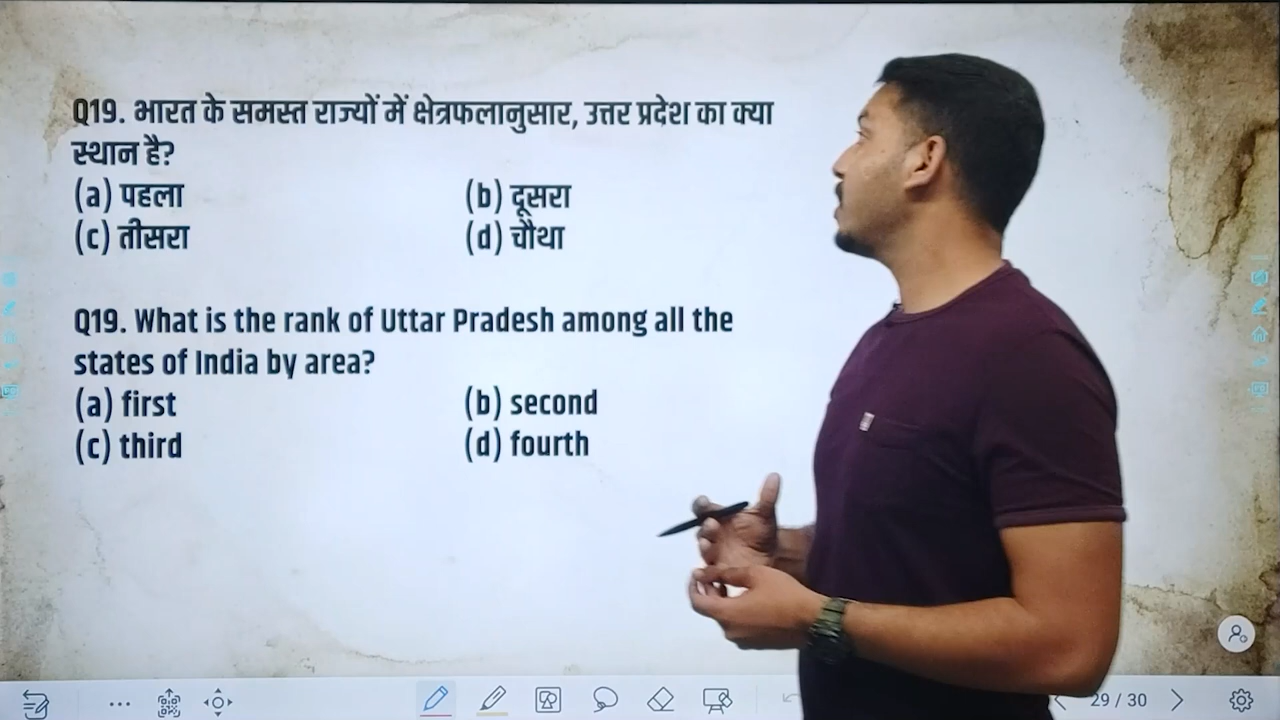 Q19. भारत के समस्त राज्यों में क्षेत्रफलानुसार, उत्तर प्रदेश का क्या
स्थान है?
(a) पहला (b) दूसरा
(c) तीसरा (d) चौथा
Q19. What is the rank of Uttar Pradesh among all the
states of India by area?
(a) first (b) second
(c) third (d) fourth
29 / 30